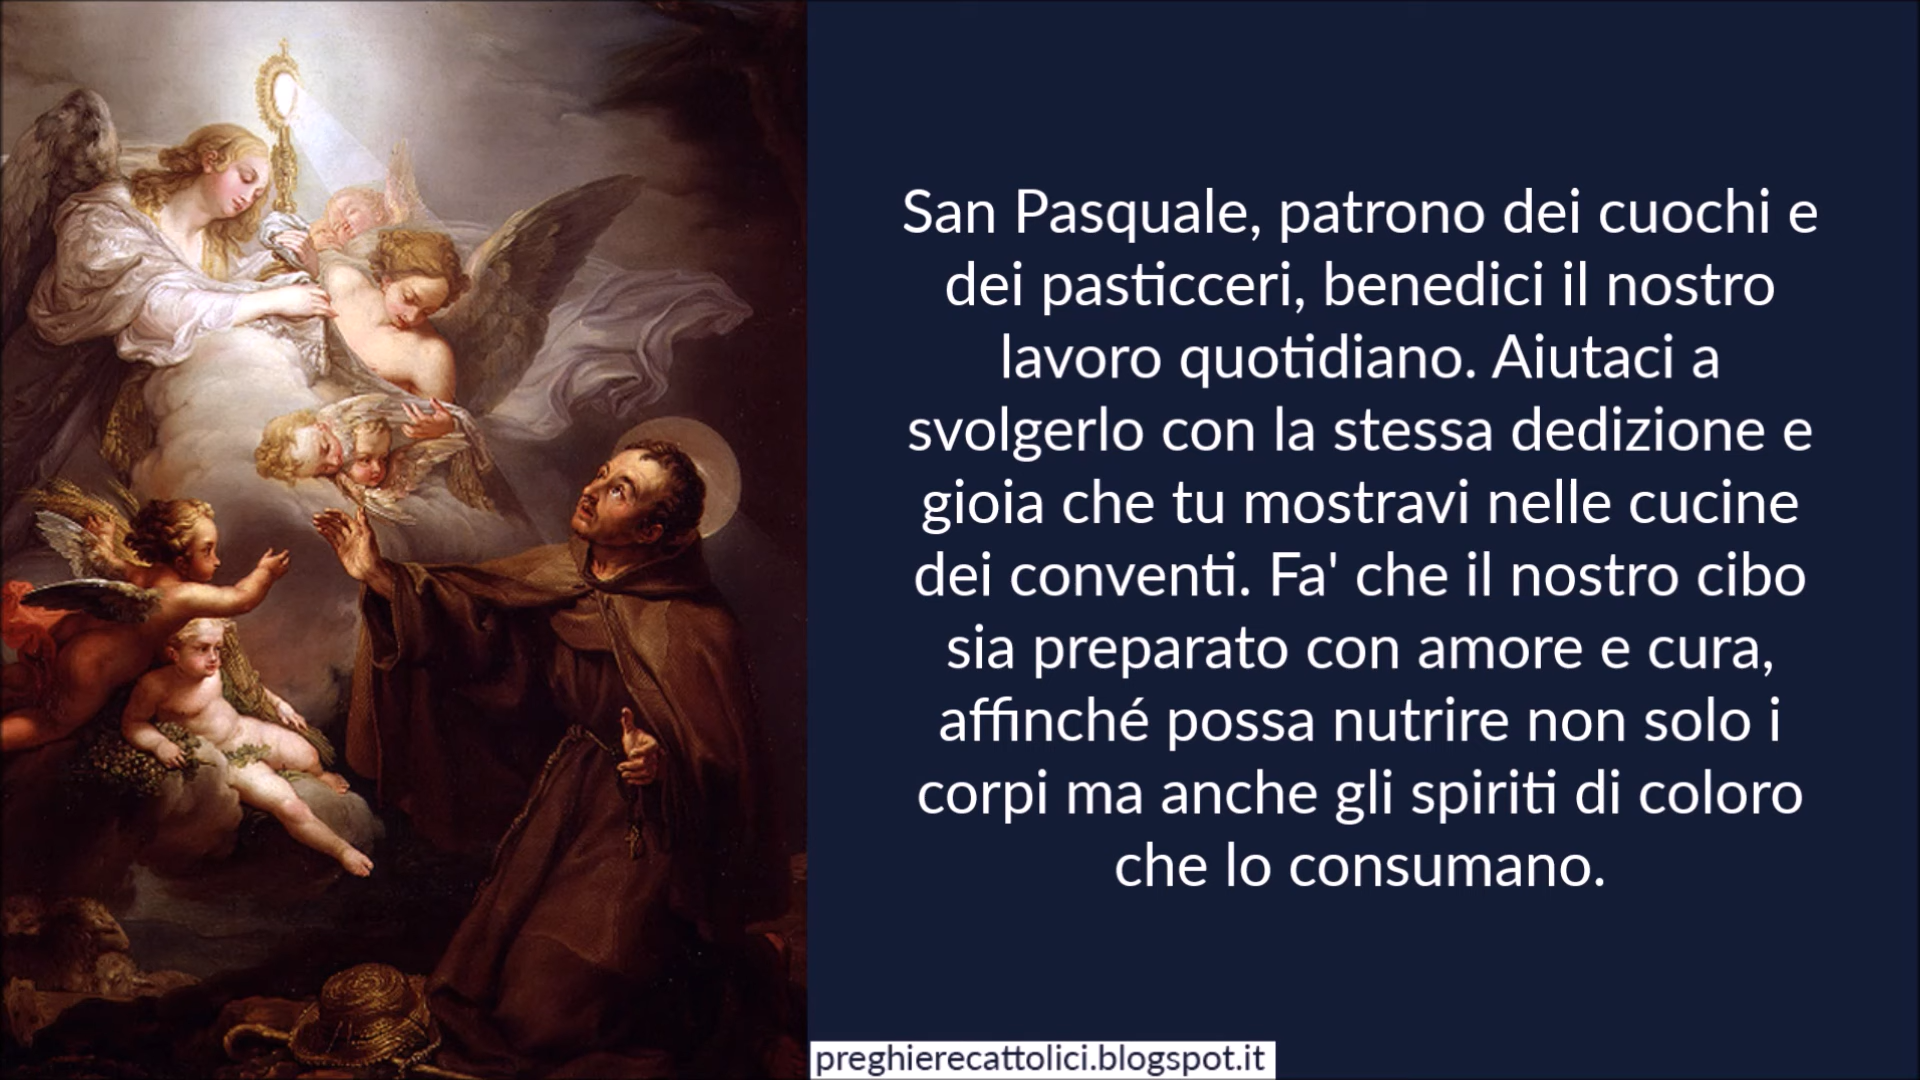 San Pasquale, patrono dei cuochi e
dei pasticceri, benedici il nostro
lavoro quotidiano. Aiutaci a
svolgerlo con la stessa dedizione e
gioia che tu mostravi nelle cucine
dei conventi. Fa' che il nostro cibo
sia preparato con amore e cura,
affinché possa nutrire non solo i
corpi ma anche gli spiriti di coloro
che lo consumano.
preghierecattolici.blogspot.it